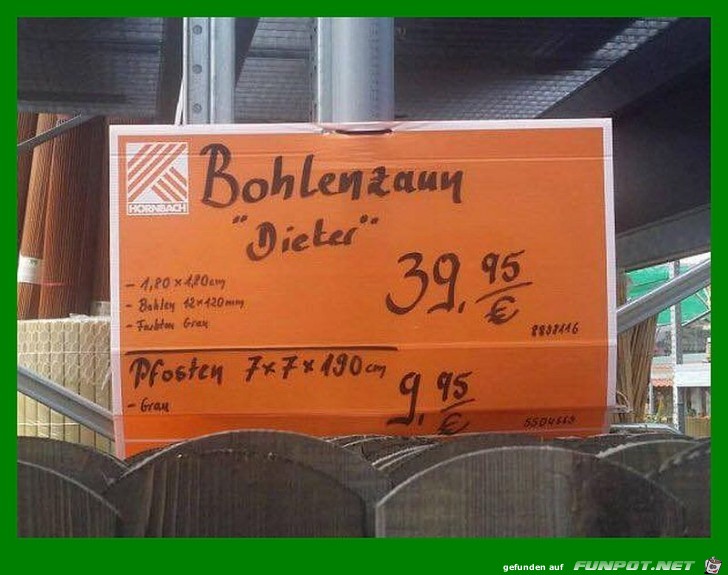 HORNBACH
Bohlenzaun
"Dieter"
- 1,80 x 1,80 cm
- Bohlen 12 x 120 mm
- Farbton Grau
39,95
€
8898116
Pfosten 7 x 7 x 190 cm
- Grau
9,95
€
gefunden auf FUNPOT.NET